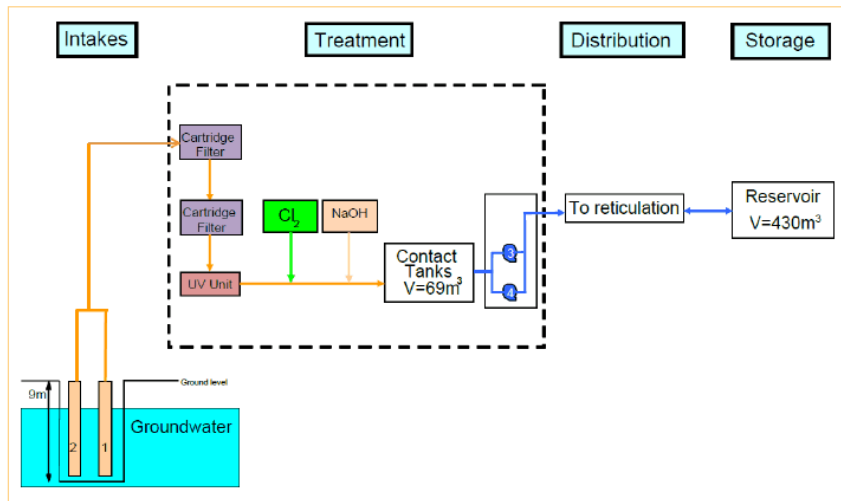 Intakes
Treatment
Distribution
Storage
Cartridge
Filter
Cartridge
Filter
Cl2
NaOH
UV Unit
Contact
Tanks
V=69m3
3
4
To reticulation
Reservoir
V=430m3
Ground level
9m
Groundwater
2
1